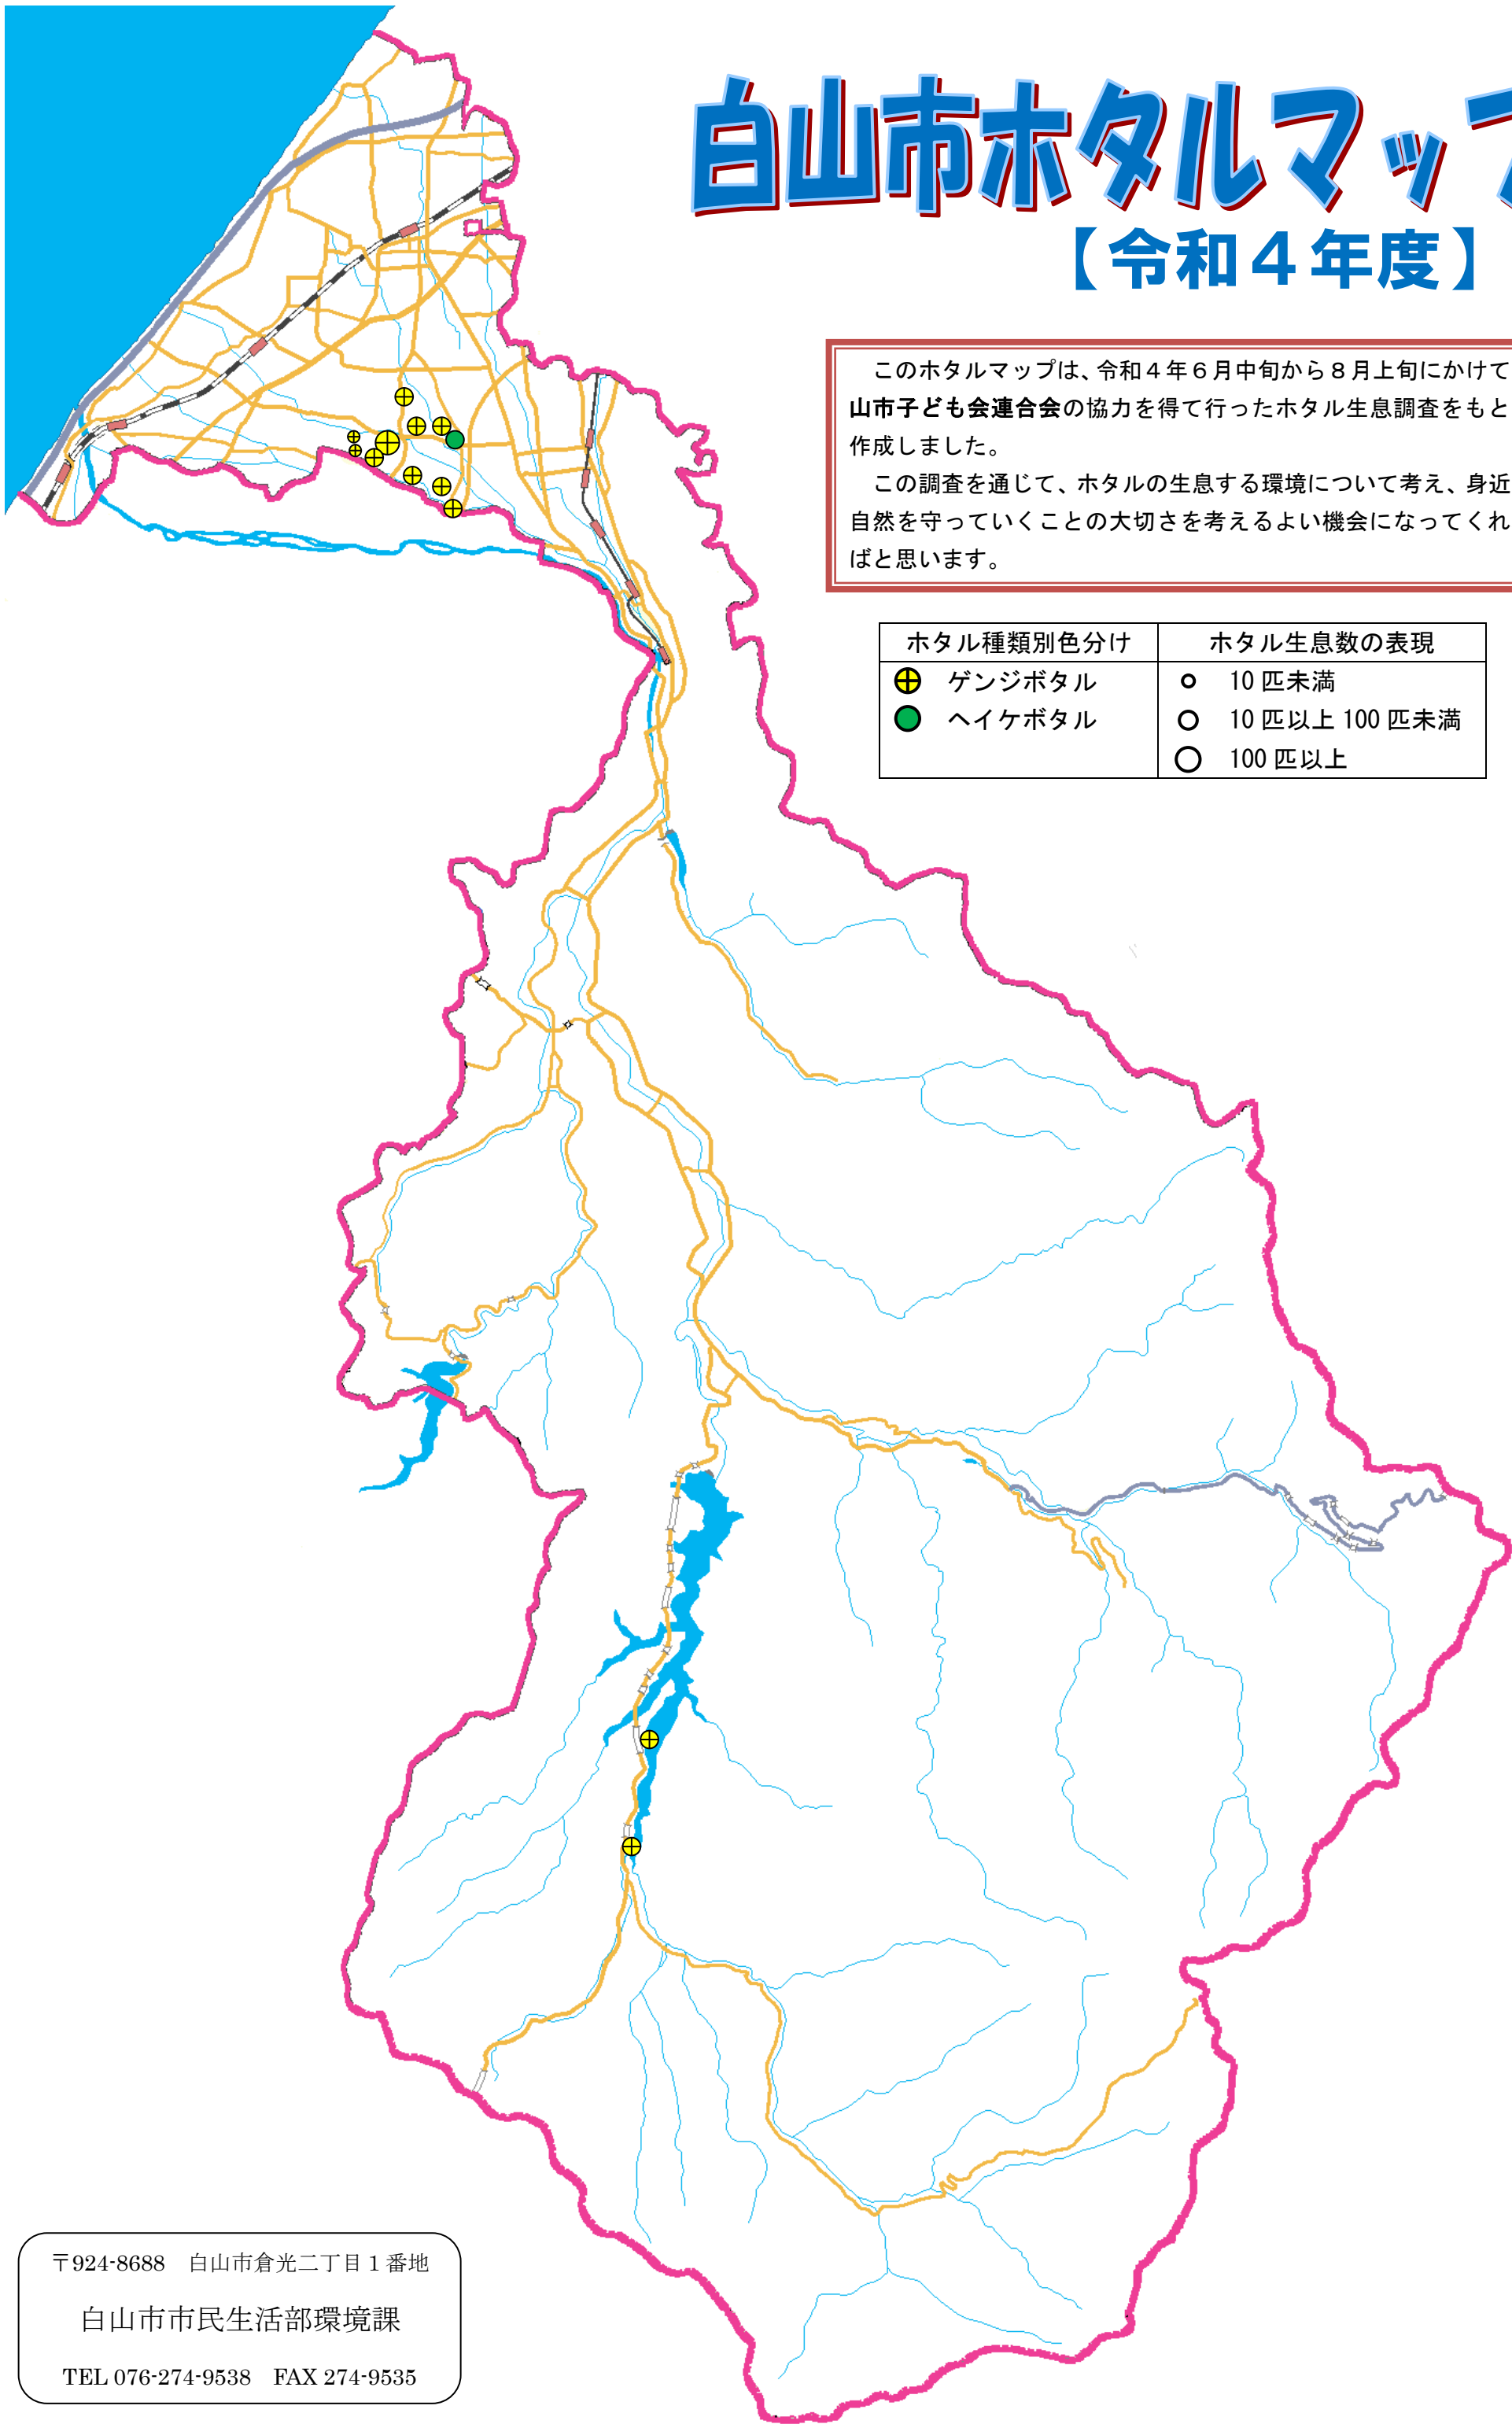 白山市ホタルマップ
【令和４年度】
このホタルマップは、令和４年６月中旬から８月上旬にかけて
山市子ども会連合会の協力を得て行ったホタル生息調査をもと
作成しました。
この調査を通じて、ホタルの生息する環境について考え、身近
自然を守っていくことの大切さを考えるよい機会になってくれ
ばと思います。
ホタル種類別色分け
ホタル生息数の表現
ゲンジボタル
10 匹未満
ヘイケボタル
10 匹以上 100 匹未満
100 匹以上
〒924-8688　白山市倉光二丁目１番地
白山市市民生活部環境課
TEL 076-274-9538　FAX 274-9535